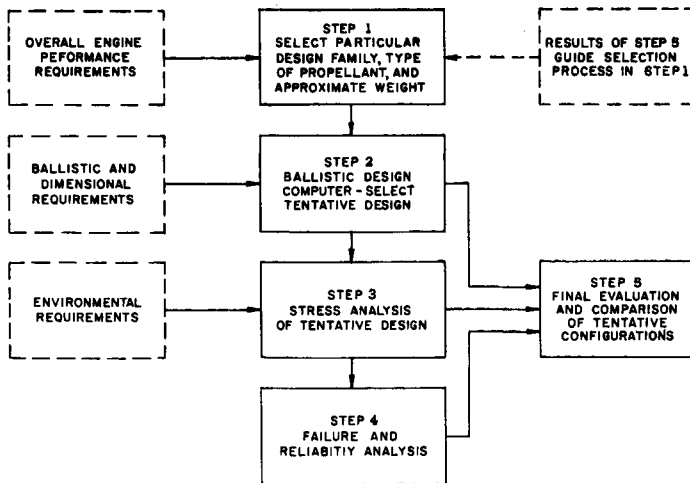 OVERALL ENGINE
PEFORMANCE
REQUIREMENTS
STEP 1
SELECT PARTICULAR
DESIGN FAMILY, TYPE
OF PROPELLANT, AND
APPROXIMATE WEIGHT
RESULTS OF STEP 5
GUIDE SELECTION
PROCESS IN STEP 1
BALLISTIC AND
DIMENSIONAL
REQUIREMENTS
STEP 2
BALLISTIC DESIGN
COMPUTER - SELECT
TENTATIVE DESIGN
ENVIRONMENTAL
REQUIREMENTS
STEP 3
STRESS ANALYSIS
OF TENTATIVE DESIGN
STEP 5
FINAL EVALUATION
AND COMPARISON
OF TENTATIVE
CONFIGURATIONS
STEP 4
FAILURE AND
RELIABITIY ANALYSIS